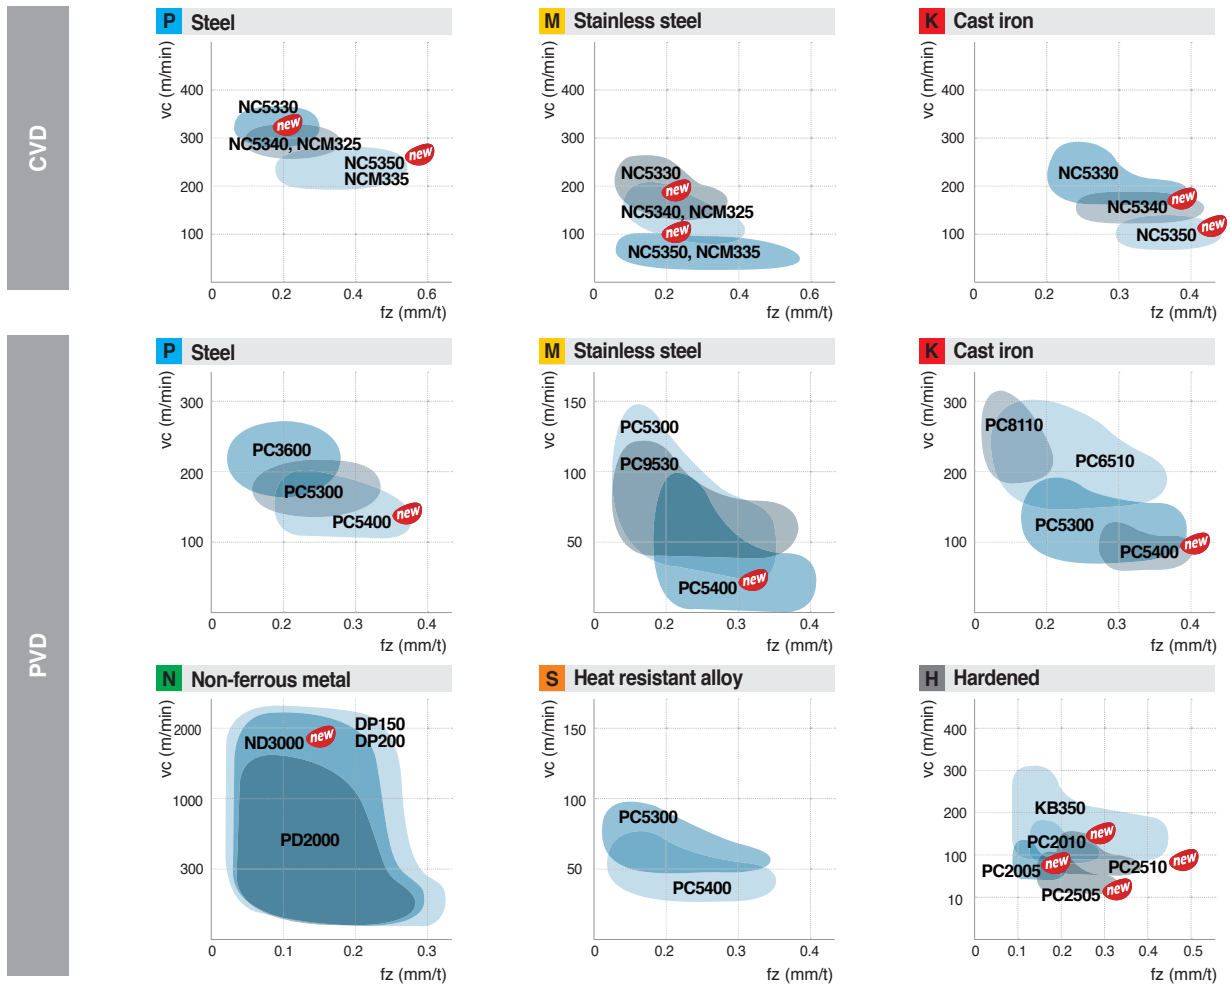 CVD
P Steel
vc (m/min)
400
300
200
100
NC5330
new
NC5340, NCM325
NC5350
NCM335
new
0 0.2 0.4 0.6
fz (mm/t)
M Stainless steel
vc (m/min)
400
300
200
100
NC5330
new
NC5340, NCM325
new
NC5350, NCM335
0 0.2 0.4 0.6
fz (mm/t)
K Cast iron
vc (m/min)
400
300
200
100
NC5330
NC5340 new
NC5350 new
0 0.2 0.3 0.4
fz (mm/t)
PVD
P Steel
vc (m/min)
300
200
100
PC3600
PC5300
PC5400 new
0 0.2 0.3 0.4
fz (mm/t)
M Stainless steel
vc (m/min)
150
100
50
PC5300
PC9530
PC5400 new
0 0.2 0.3 0.4
fz (mm/t)
K Cast iron
vc (m/min)
300
200
100
PC8110
PC6510
PC5300
PC5400 new
0 0.2 0.3 0.4
fz (mm/t)
N Non-ferrous metal
vc (m/min)
2000
1000
300
ND3000 new
DP150
DP200
PD2000
0 0.1 0.2 0.3
fz (mm/t)
S Heat resistant alloy
vc (m/min)
150
100
50
PC5300
PC5400
0 0.2 0.3 0.4
fz (mm/t)
H Hardened
vc (m/min)
400
300
200
100
10
KB350
PC2010 new
PC2005 new
PC2510 new
PC2505 new
0 0.1 0.2 0.3 0.4 0.5
fz (mm/t)